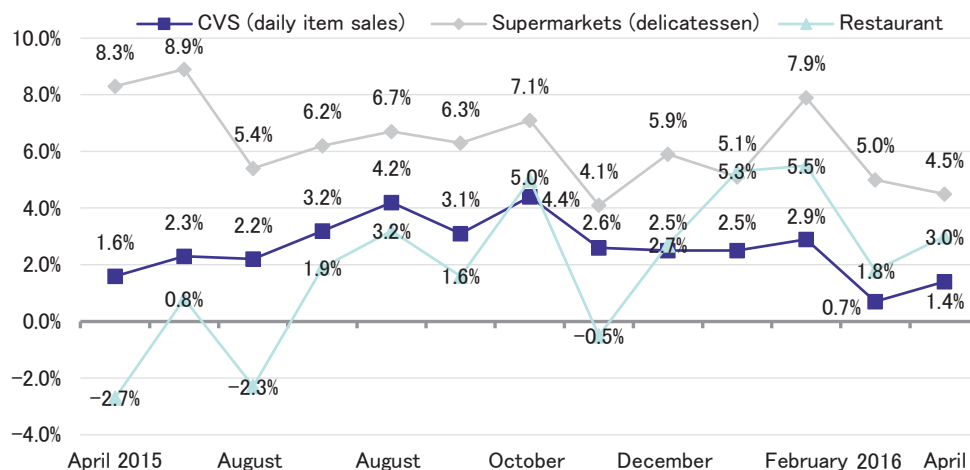 CVS (daily item sales) Supermarkets (delicatessen) Restaurant
10.0%
8.0%
6.0%
4.0%
2.0%
0.0%
−2.0%
−4.0%
8.3% 8.9% 5.4% 6.2% 6.7% 6.3% 7.1% 4.1% 5.9% 5.1% 7.9% 5.0% 4.5%
1.6% 2.3% 2.2% 3.2% 4.2% 3.1% 4.4% 2.6% 2.5% 2.5% 2.9% 0.7% 1.4%
−2.7% 0.8% −2.3% 1.9% 3.2% 1.6% 5.0% −0.5% 2.7% 5.3% 5.5% 1.8% 3.0%
April 2015 August August October December February 2016 April